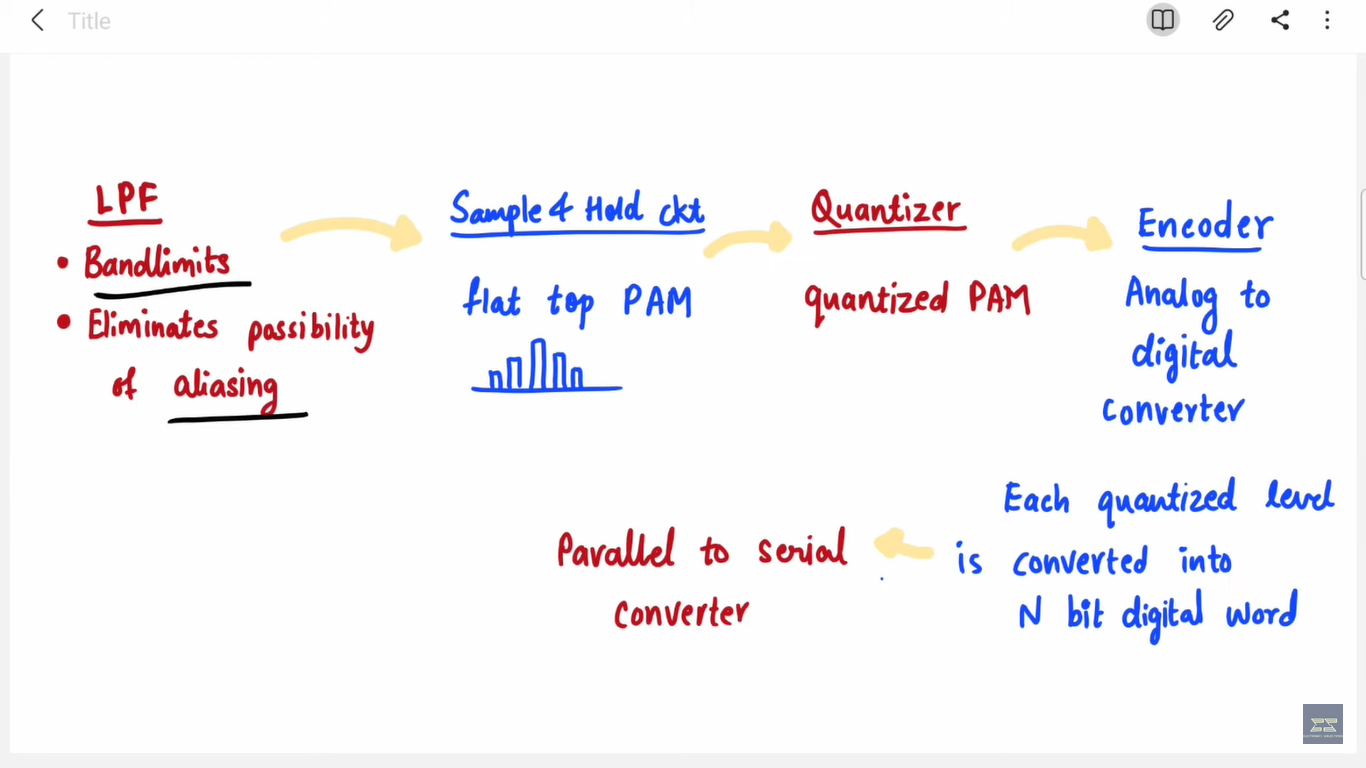 Title
LPF
• Bandlimits
• Eliminates possibility
of aliasing
Sample & Hold ckt
flat top PAM
Quantizer
quantized PAM
Encoder
Analog to
digital
converter
Each quantized level
is converted into
N bit digital word
Parallel to serial
converter